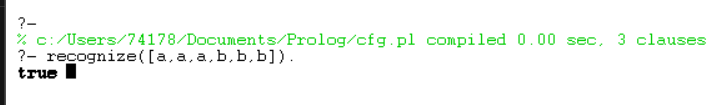 ?-
% c:/Users/74178/Documents/Prolog/cfg.pl compiled 0.00 sec, 3 clauses
?- recognize([a,a,a,b,b,b]).
true